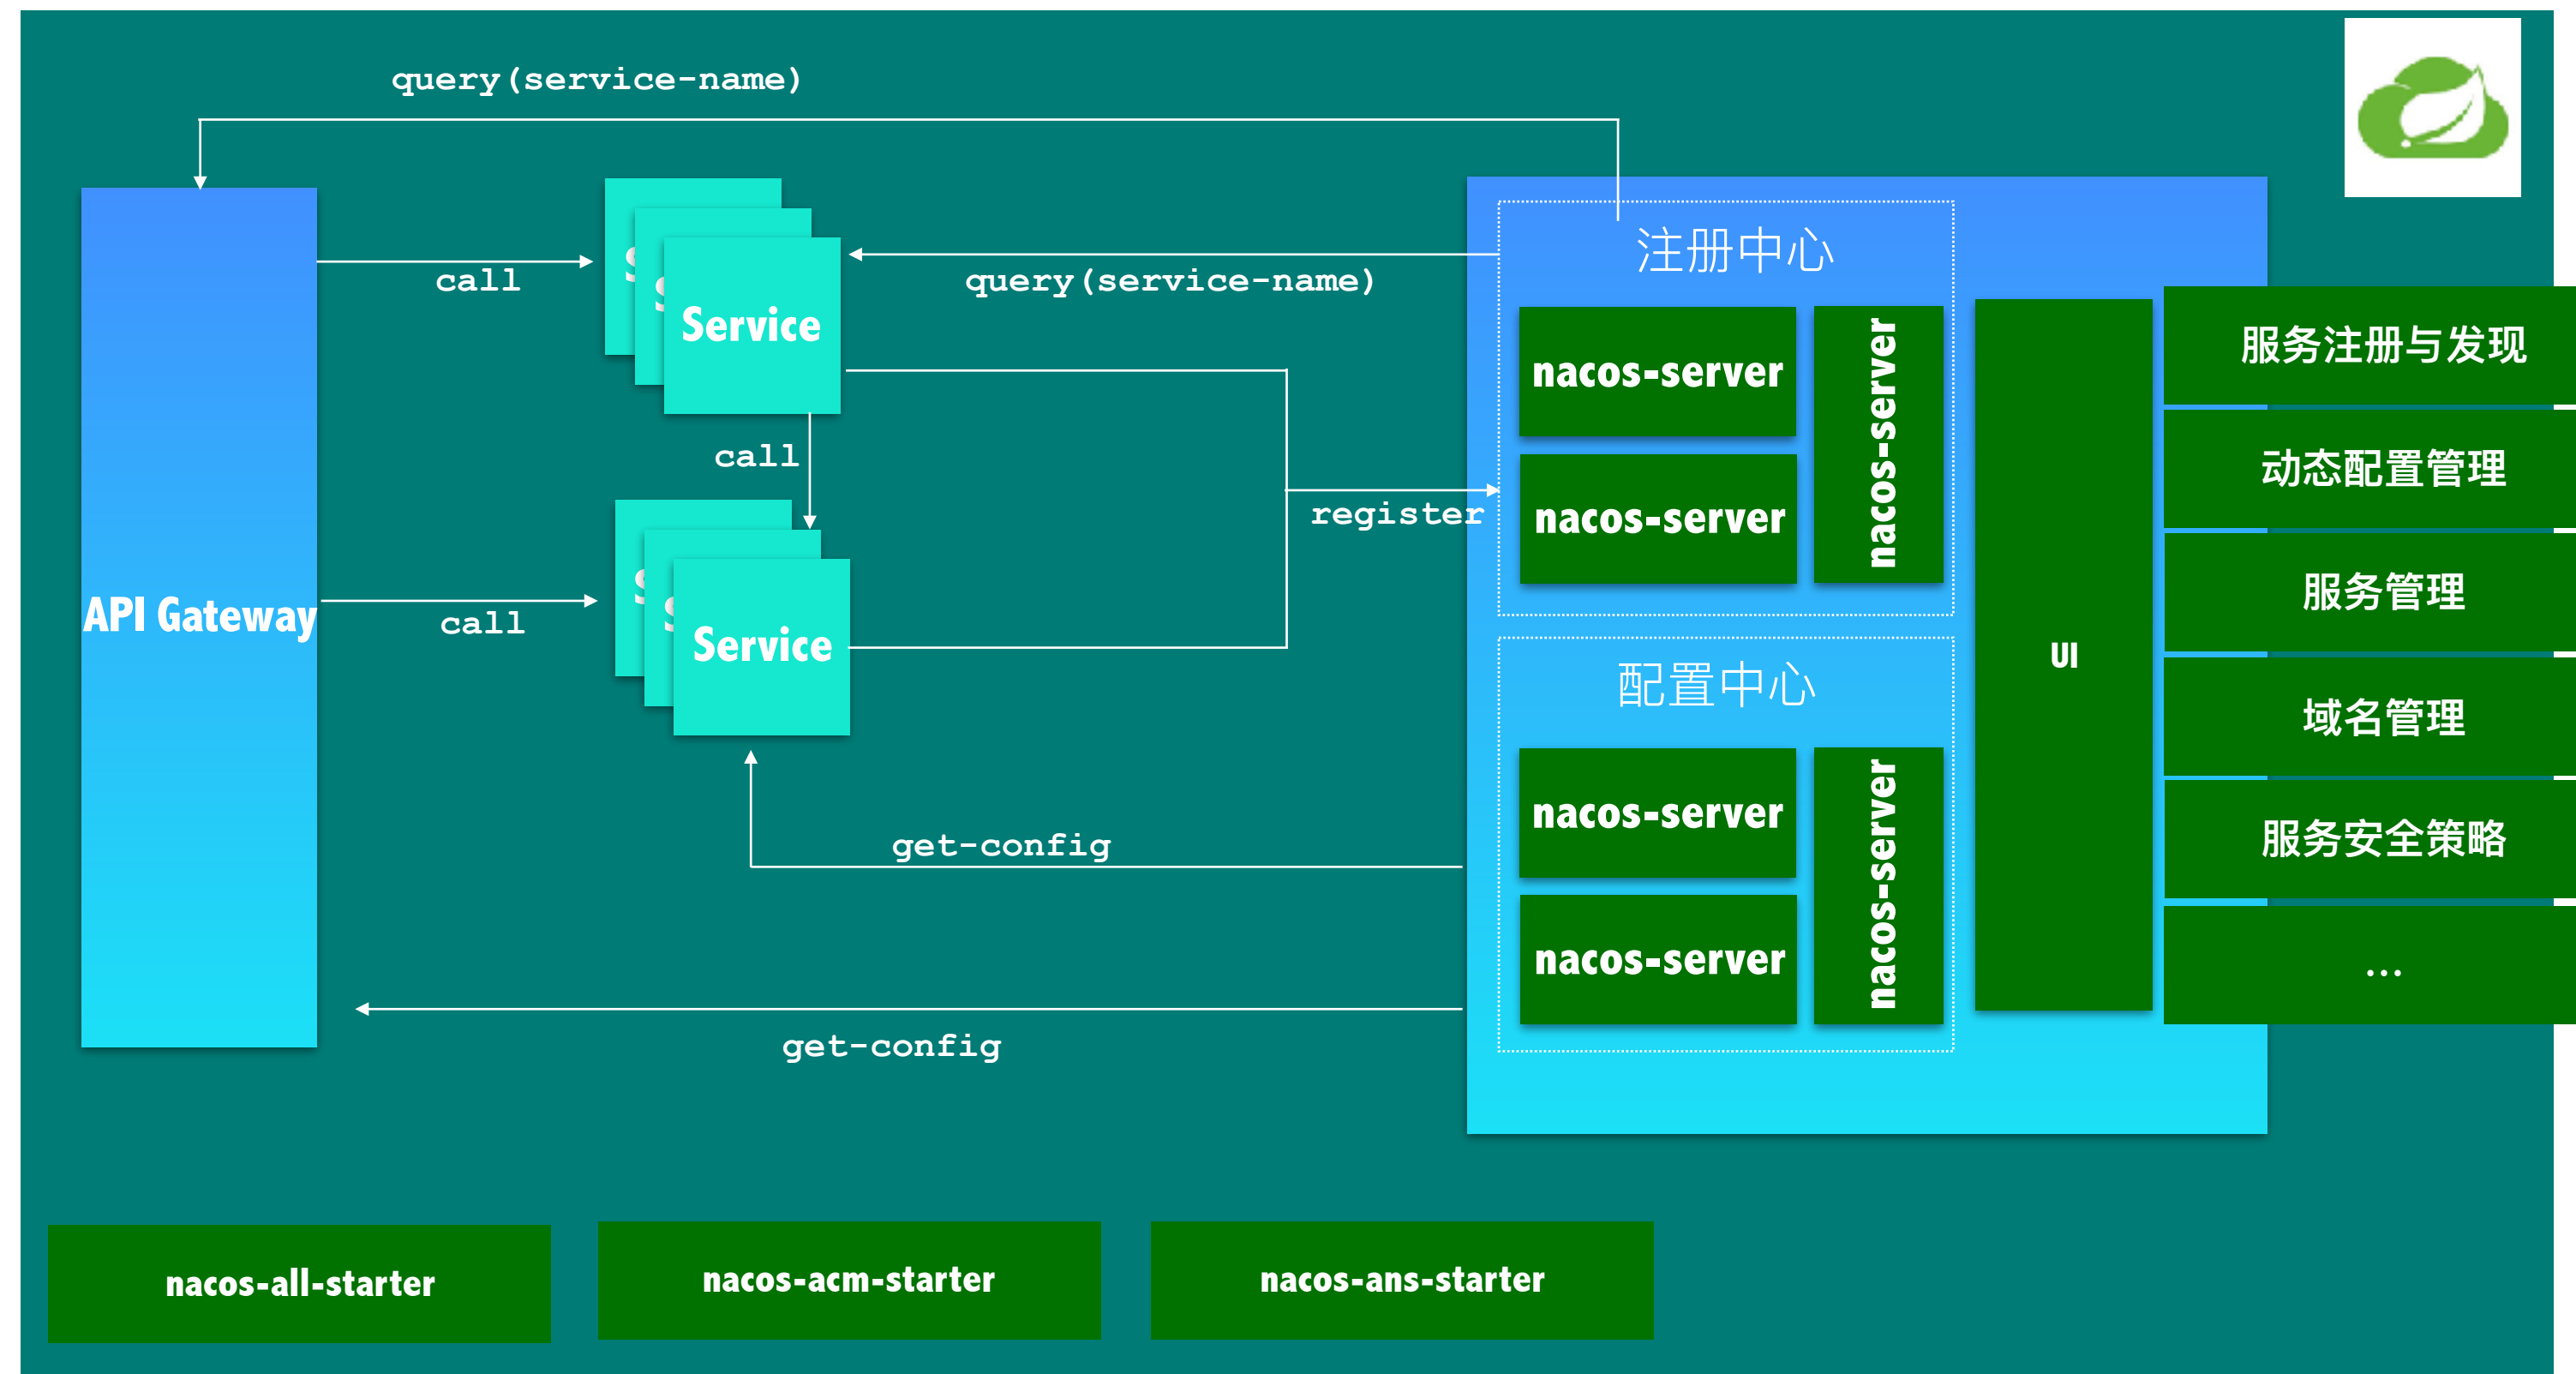 query(service-name)
call
Service
query(service-name)
call
register
API Gateway
call
Service
get-config
get-config
注册中心
nacos-server
nacos-server
nacos-server
配置中心
nacos-server
nacos-server
nacos-server
UI
服务注册与发现
动态配置管理
服务管理
域名管理
服务安全策略
...
nacos-all-starter
nacos-acm-starter
nacos-ans-starter